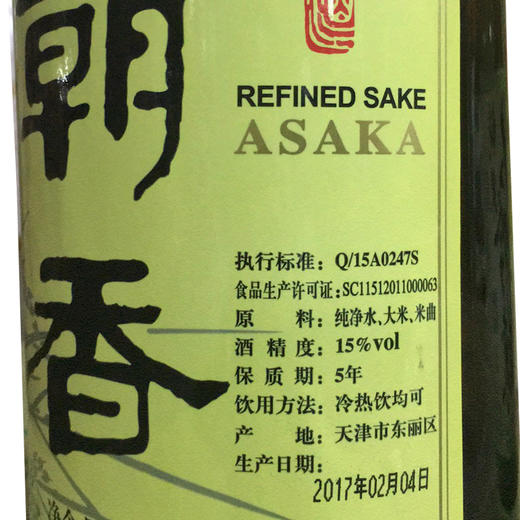 朝香
REFINED SAKE
ASAKA
执行标准：Q/15A0247S
食品生产许可证：SC11512011000063
原　料：纯净水、大米、米曲
酒精度：15%vol
保质期：5年
饮用方法：冷热饮均可
产　地：天津市东丽区
生产日期：
2017年02月04日
净含